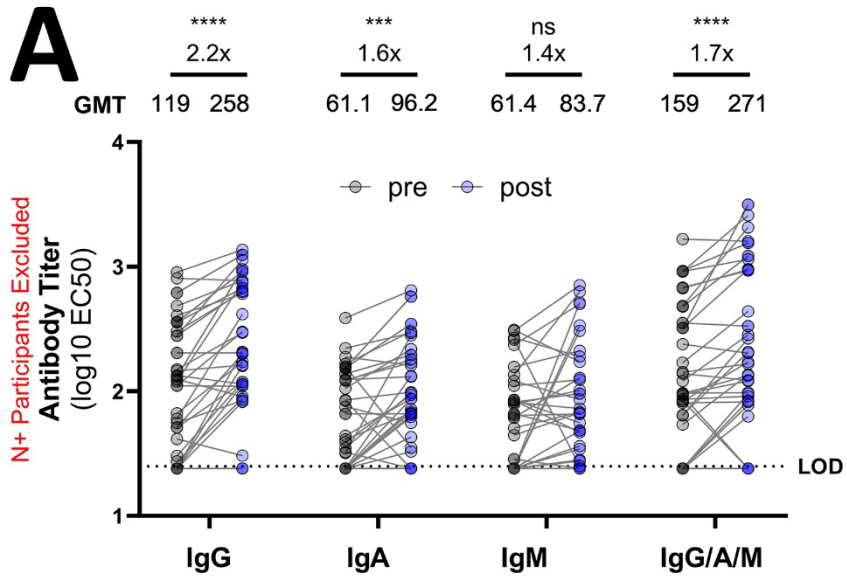 A
**** *** ns ****
2.2x 1.6x 1.4x 1.7x
GMT 119 258 61.1 96.2 61.4 83.7 159 271
N+ Participants Excluded
Antibody Titer
(log10 EC50)
4
pre post
3
2
LOD
1
IgG IgA IgM IgG/A/M